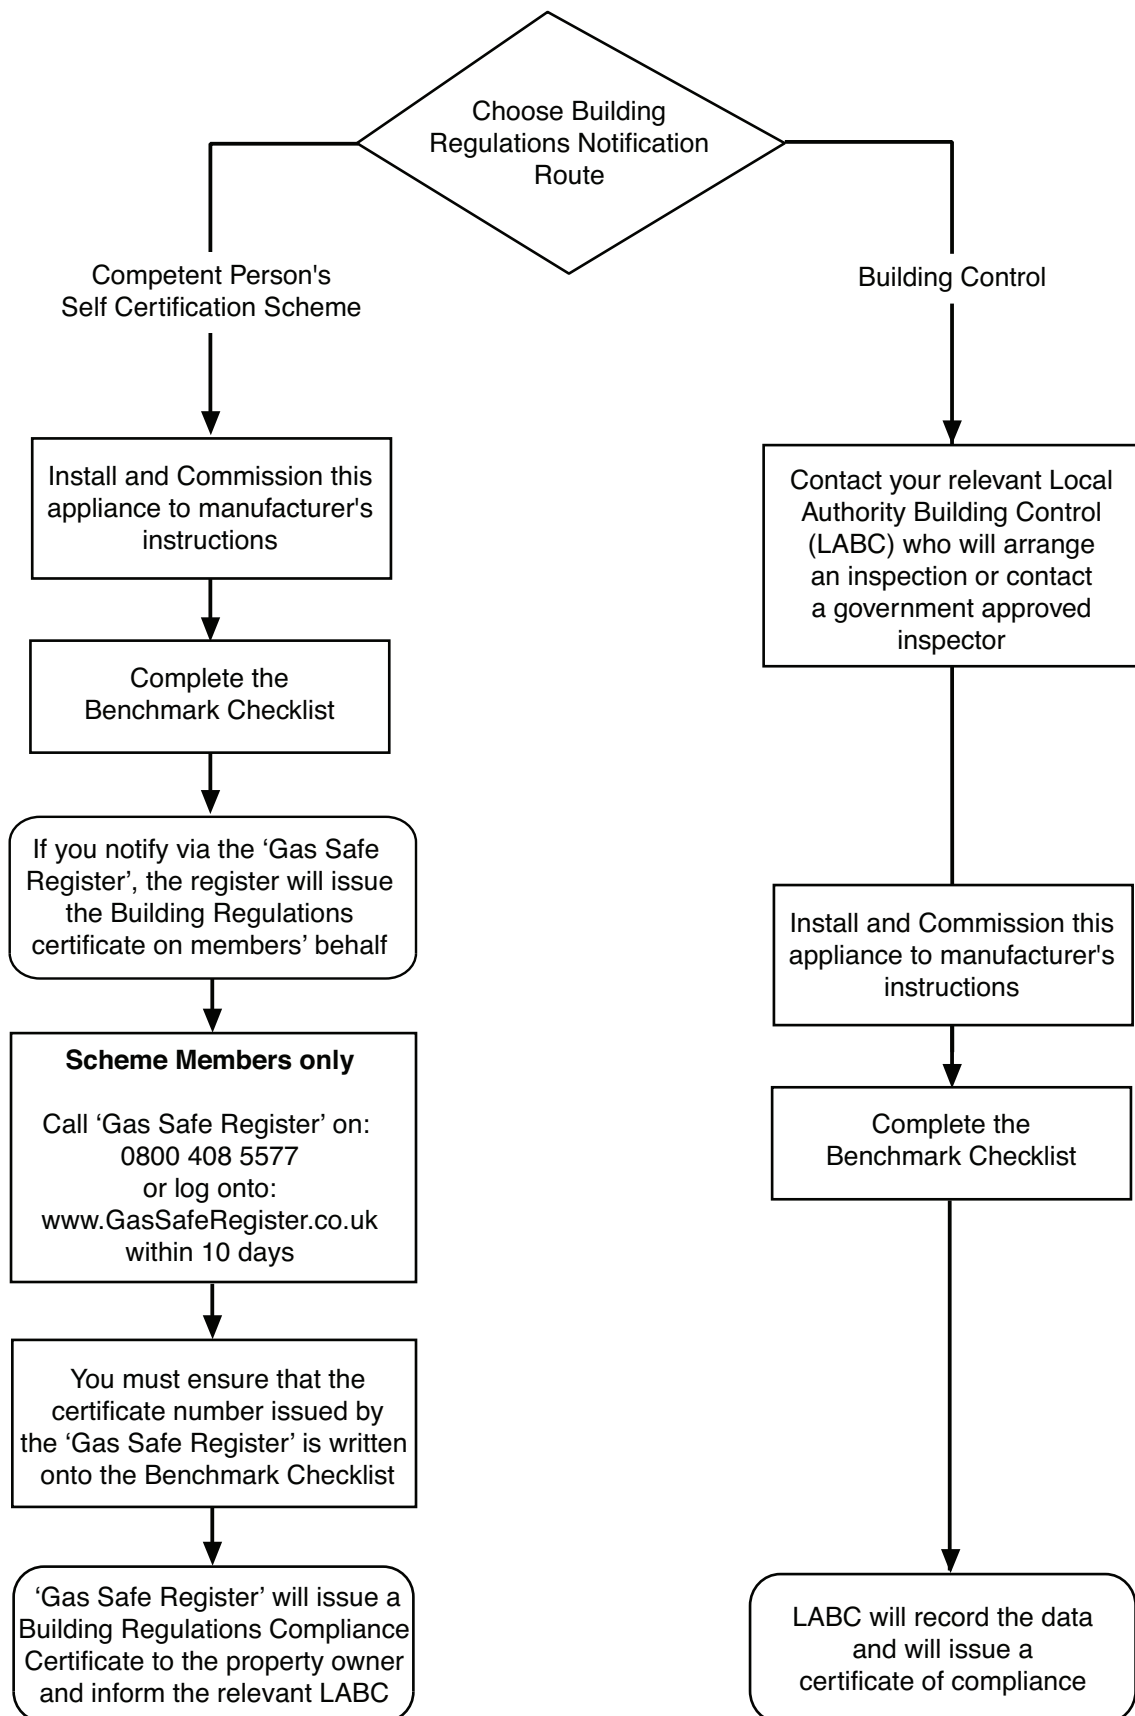 Choose Building
Regulations Notification
Route
Competent Person's
Self Certification Scheme
Building Control
Install and Commission this
appliance to manufacturer's
instructions
Complete the
Benchmark Checklist
If you notify via the ‘Gas Safe
Register’, the register will issue
the Building Regulations
certificate on members’ behalf
Scheme Members only
Call ‘Gas Safe Register’ on:
0800 408 5577
or log onto:
www.GasSafeRegister.co.uk
within 10 days
You must ensure that the
certificate number issued by
the ‘Gas Safe Register’ is written
onto the Benchmark Checklist
‘Gas Safe Register’ will issue a
Building Regulations Compliance
Certificate to the property owner
and inform the relevant LABC
Contact your relevant Local
Authority Building Control
(LABC) who will arrange
an inspection or contact
a government approved
inspector
Install and Commission this
appliance to manufacturer's
instructions
Complete the
Benchmark Checklist
LABC will record the data
and will issue a
certificate of compliance